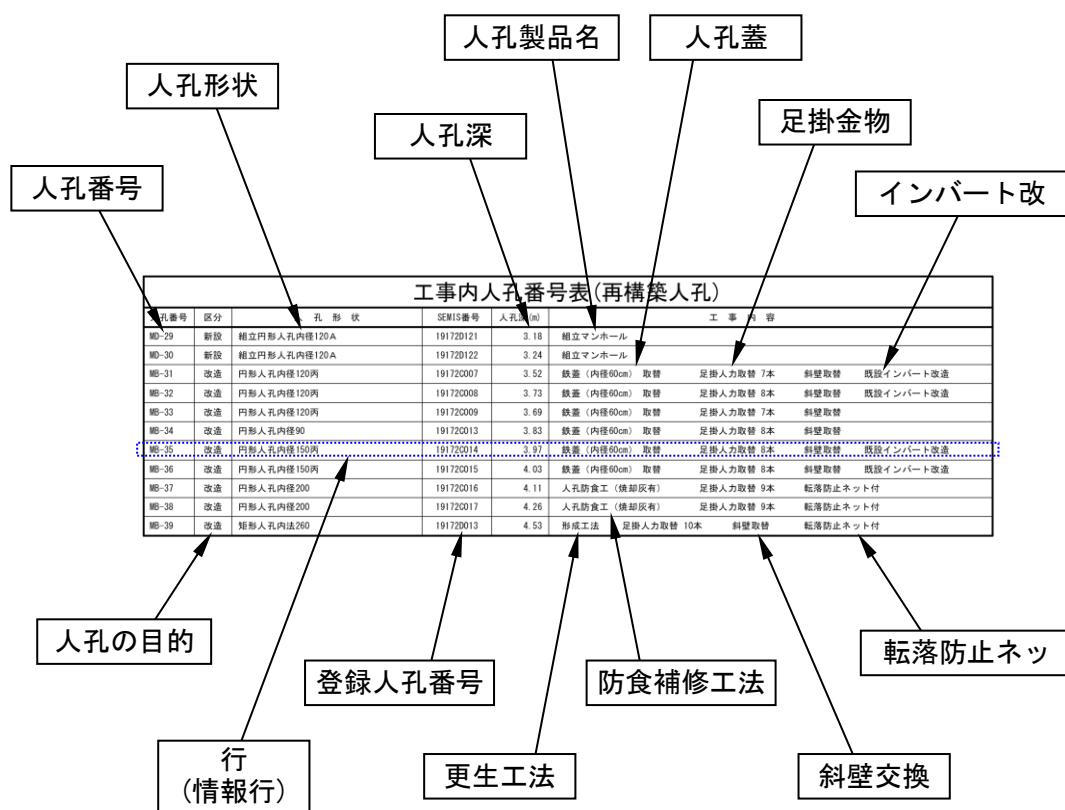 人孔製品名
人孔蓋
人孔形状
足掛金物
人孔深
人孔番号
インバート改
工事内人孔番号表(再構築人孔)
人孔番号 区分 人 孔 形 状 SEMIS番号 人孔深(m) 工 事 内 容
MD-29 新設 組立円形人孔内径120A 19172D121 3.18 組立マンホール
MD-30 新設 組立円形人孔内径120A 19172D122 3.24 組立マンホール
MB-31 改造 円形人孔内径120丙 19172C007 3.52 鉄蓋(内径60cm) 取替 足掛人力取替 7本 斜壁取替 既設インバート改造
MB-32 改造 円形人孔内径120丙 19172C008 3.73 鉄蓋(内径60cm) 取替 足掛人力取替 8本 斜壁取替 既設インバート改造
MB-33 改造 円形人孔内径120丙 19172C009 3.69 鉄蓋(内径60cm) 取替 足掛人力取替 7本 斜壁取替
MB-34 改造 円形人孔内径90 19172C013 3.83 鉄蓋(内径60cm) 取替 足掛人力取替 8本 斜壁取替
MB-35 改造 円形人孔内径150丙 19172C014 3.97 鉄蓋(内径60cm) 取替 足掛人力取替 8本 斜壁取替 既設インバート改造
MB-36 改造 円形人孔内径150丙 19172C015 4.03 鉄蓋(内径60cm) 取替 足掛人力取替 8本 斜壁取替 既設インバート改造
MB-37 改造 円形人孔内径200 19172C016 4.11 人孔防食工(焼却灰有) 足掛人力取替 9本 転落防止ネット付
MB-38 改造 円形人孔内径200 19172C017 4.26 人孔防食工(焼却灰有) 足掛人力取替 9本 転落防止ネット付
MB-39 改造 矩形人孔内法260 19172D013 4.53 形成工法 足掛人力取替 10本 斜壁取替 転落防止ネット付
人孔の目的
転落防止ネッ
登録人孔番号
防食補修工法
行
(情報行)
更生工法
斜壁交換